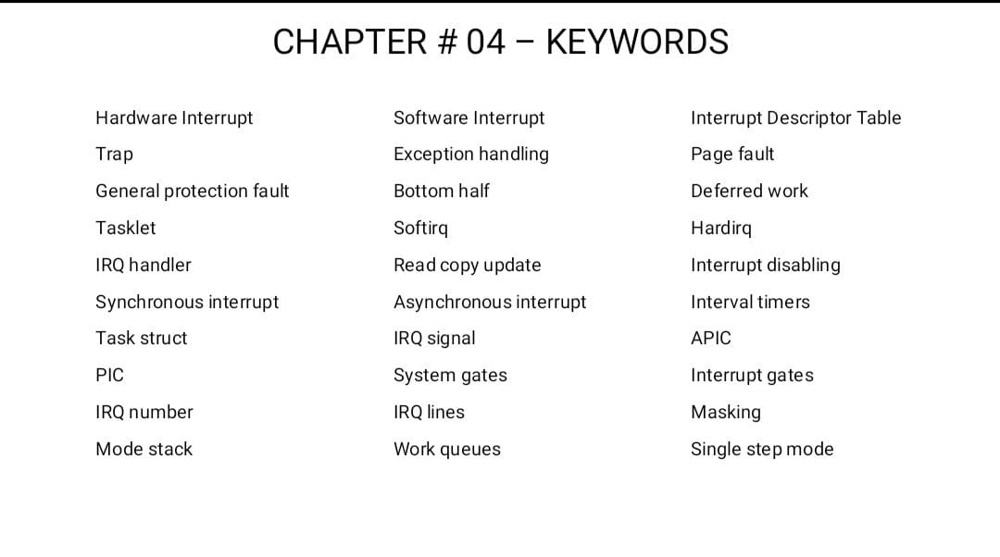 CHAPTER # 04 – KEYWORDS
Hardware Interrupt
Trap
General protection fault
Tasklet
IRQ handler
Synchronous interrupt
Task struct
PIC
IRQ number
Mode stack
Software Interrupt
Exception handling
Bottom half
Softirq
Read copy update
Asynchronous interrupt
IRQ signal
System gates
IRQ lines
Work queues
Interrupt Descriptor Table
Page fault
Deferred work
Hardirq
Interrupt disabling
Interval timers
APIC
Interrupt gates
Masking
Single step mode